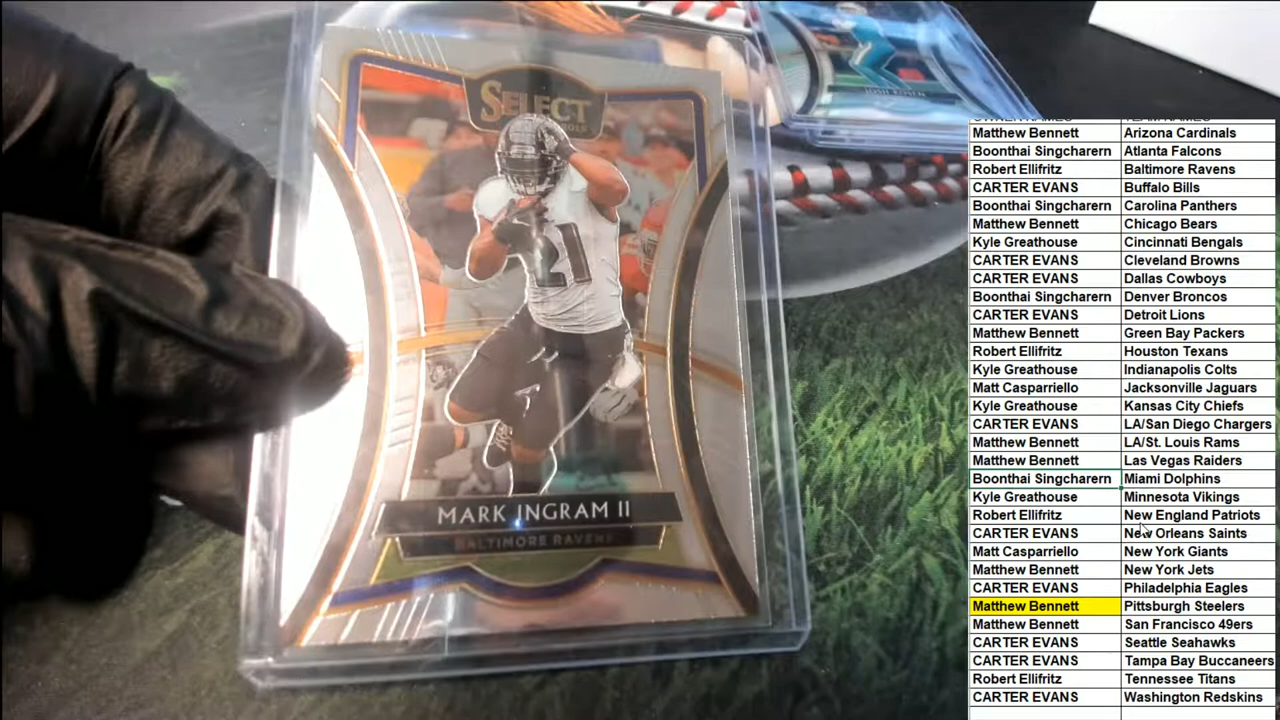 SELECT
21
MARK INGRAM II
BALTIMORE RAVENS
JOSH ROSEN
OWNER NAMES TEAM NAMES
Matthew Bennett Arizona Cardinals
Boonthai Singcharern Atlanta Falcons
Robert Ellifritz Baltimore Ravens
CARTER EVANS Buffalo Bills
Boonthai Singcharern Carolina Panthers
Matthew Bennett Chicago Bears
Kyle Greathouse Cincinnati Bengals
CARTER EVANS Cleveland Browns
CARTER EVANS Dallas Cowboys
Boonthai Singcharern Denver Broncos
CARTER EVANS Detroit Lions
Matthew Bennett Green Bay Packers
Robert Ellifritz Houston Texans
Kyle Greathouse Indianapolis Colts
Matt Casparriello Jacksonville Jaguars
Kyle Greathouse Kansas City Chiefs
CARTER EVANS LA/San Diego Chargers
Matthew Bennett LA/St. Louis Rams
Matthew Bennett Las Vegas Raiders
Boonthai Singcharern Miami Dolphins
Kyle Greathouse Minnesota Vikings
Robert Ellifritz New England Patriots
CARTER EVANS New Orleans Saints
Matt Casparriello New York Giants
Matthew Bennett New York Jets
CARTER EVANS Philadelphia Eagles
Matthew Bennett Pittsburgh Steelers
Matthew Bennett San Francisco 49ers
CARTER EVANS Seattle Seahawks
CARTER EVANS Tampa Bay Buccaneers
Robert Ellifritz Tennessee Titans
CARTER EVANS Washington Redskins